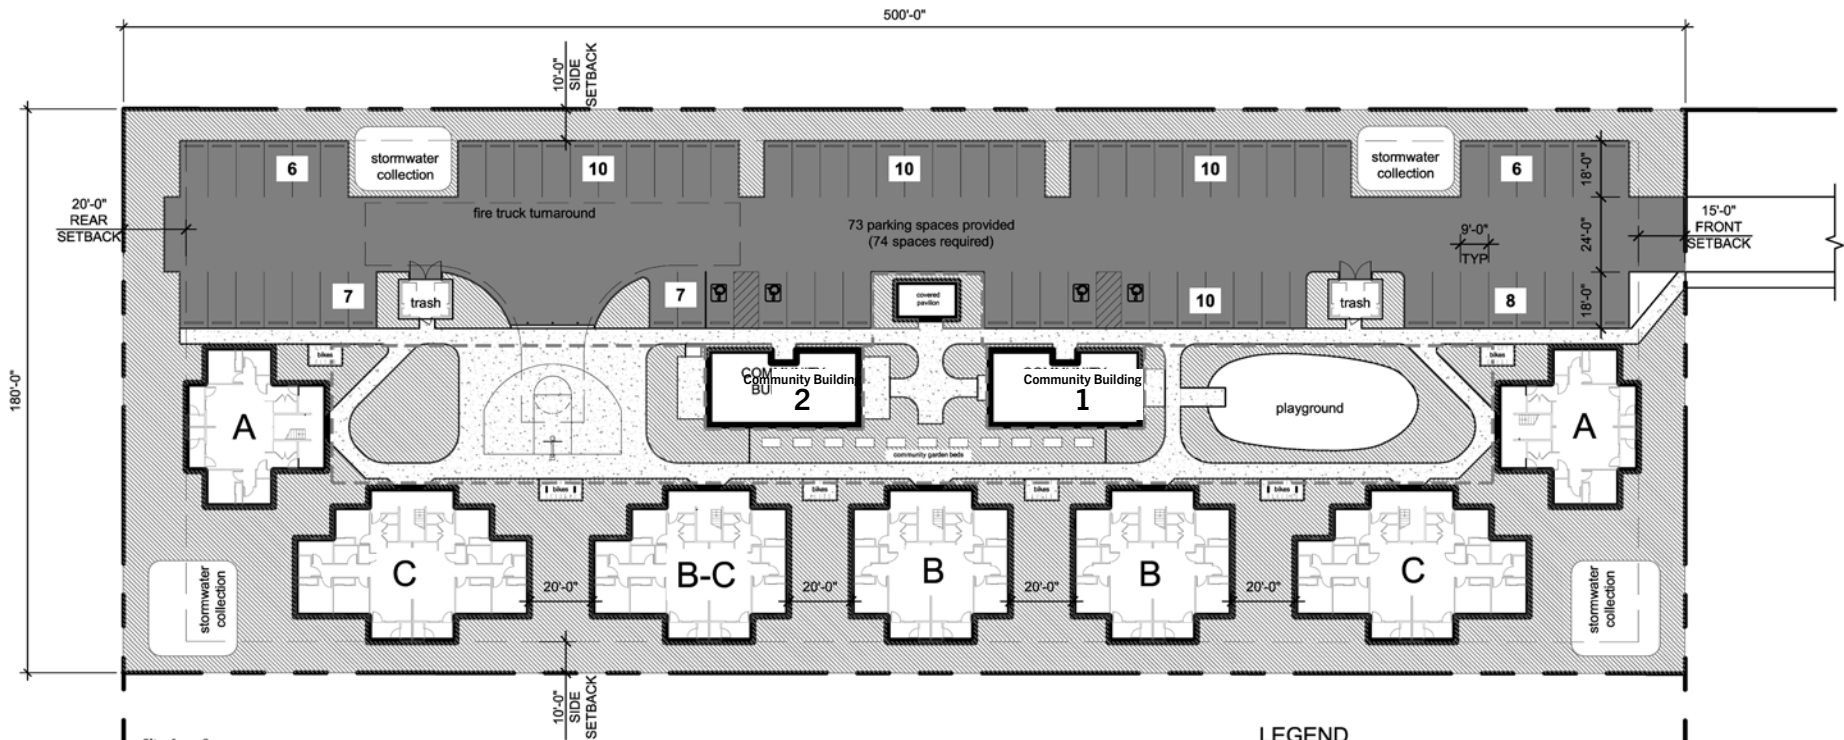 500'-0"
10'-0"
SIDE
SETBACK
6
stormwater
collection
10
10
10
stormwater
collection
6
18'-0"
20'-0"
REAR
SETBACK
fire truck turnaround
73 parking spaces provided
(74 spaces required)
9'-0"
TYP
24'-0"
15'-0"
FRONT
SETBACK
7
trash
7
covered
pavilion
10
trash
8
18'-0"
180'-0"
bikes
bikes
A
Community Building
2
Community Building
1
playground
A
community garden beds
bikes
bikes
bikes
bikes
C
B-C
B
B
C
20'-0"
20'-0"
20'-0"
20'-0"
stormwater
collection
stormwater
collection
10'-0"
SIDE
SETBACK
LEGEND